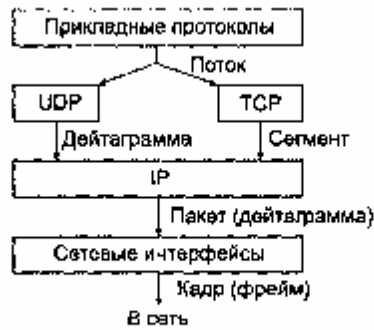 Прикладные протоколы
Поток
UDP
TCP
Дейтаграмма
Сегмент
IP
Пакет (дейтаграмма)
Сетевые интерфейсы
Кадр (фрейм)
В сеть